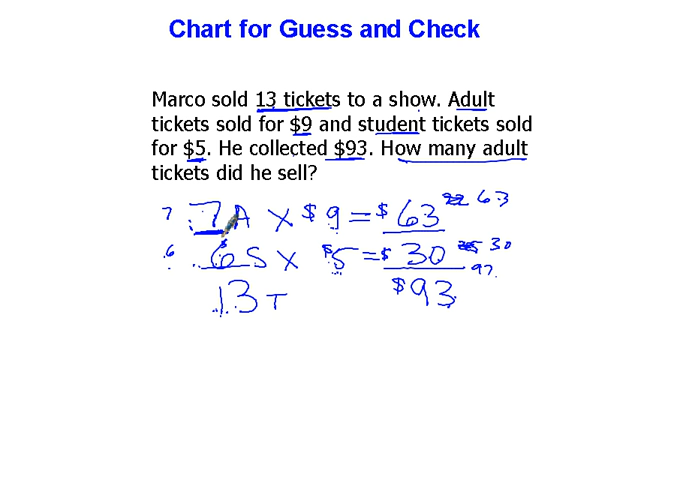 Chart for Guess and Check
Marco sold 13 tickets to a show. Adult
tickets sold for $9 and student tickets sold
for $5. He collected $93. How many adult
tickets did he sell?
7 7A x $9 = $63 63
6 6S x $5 = $30 30
13T $93